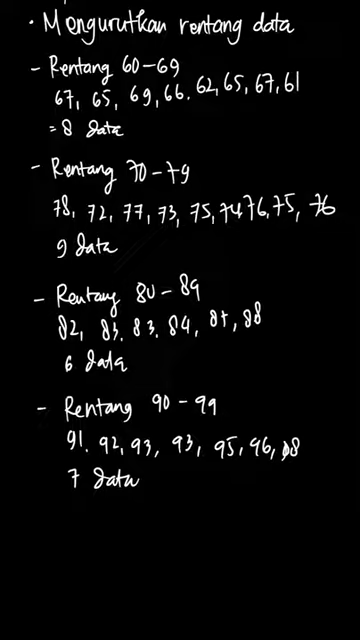 • Mengurutkan rentang data
- Rentang 60-69
67, 65, 69, 66. 62, 65, 67, 61
= 8 data
- Rentang 70-79
78, 72, 77, 73, 75, 74 76, 75, 76
9 data
- Rentang 80-89
82, 83, 83, 84, 87, 88
6 data
- Rentang 90-99
91. 92, 93, 93, 95, 96, 98
7 data